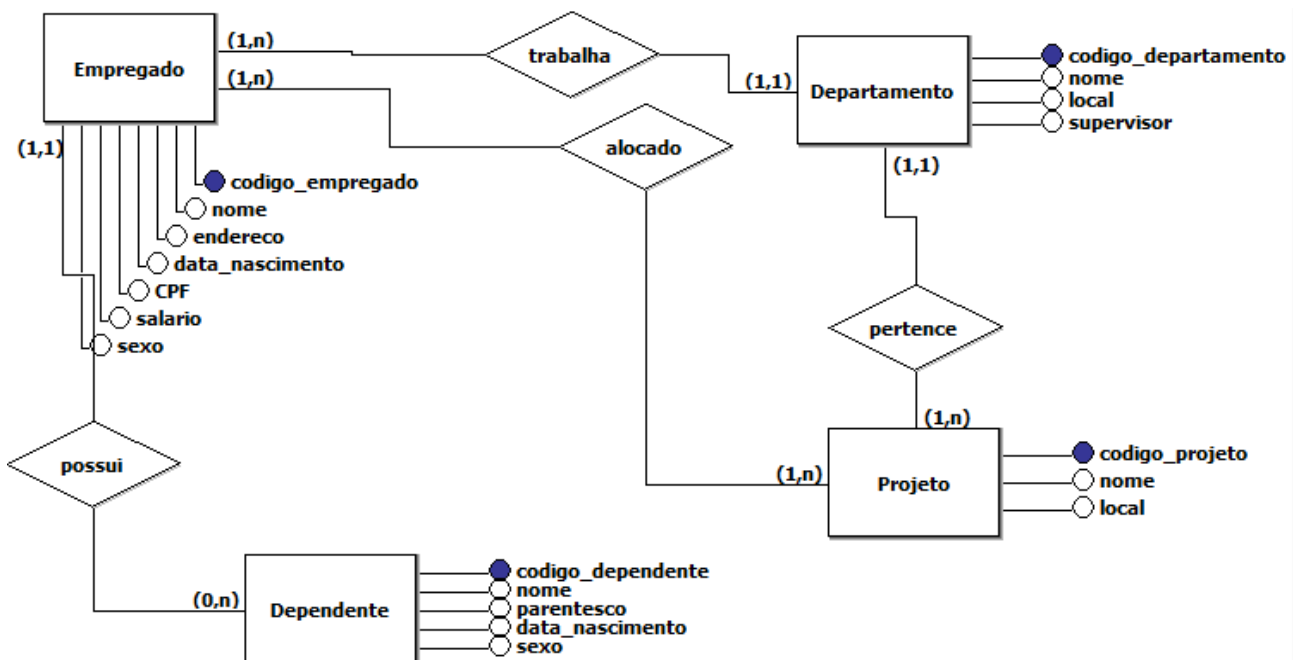 (1,n)
trabalha
Empregado
(1,n)
(1,1)
Departamento
codigo_departamento
nome
local
supervisor
(1,1)
alocado
(1,1)
codigo_empregado
nome
endereco
data_nascimento
CPF
salario
sexo
pertence
(1,n)
possui
(1,n)
Projeto
codigo_projeto
nome
local
(0,n)
Dependente
codigo_dependente
nome
parentesco
data_nascimento
sexo